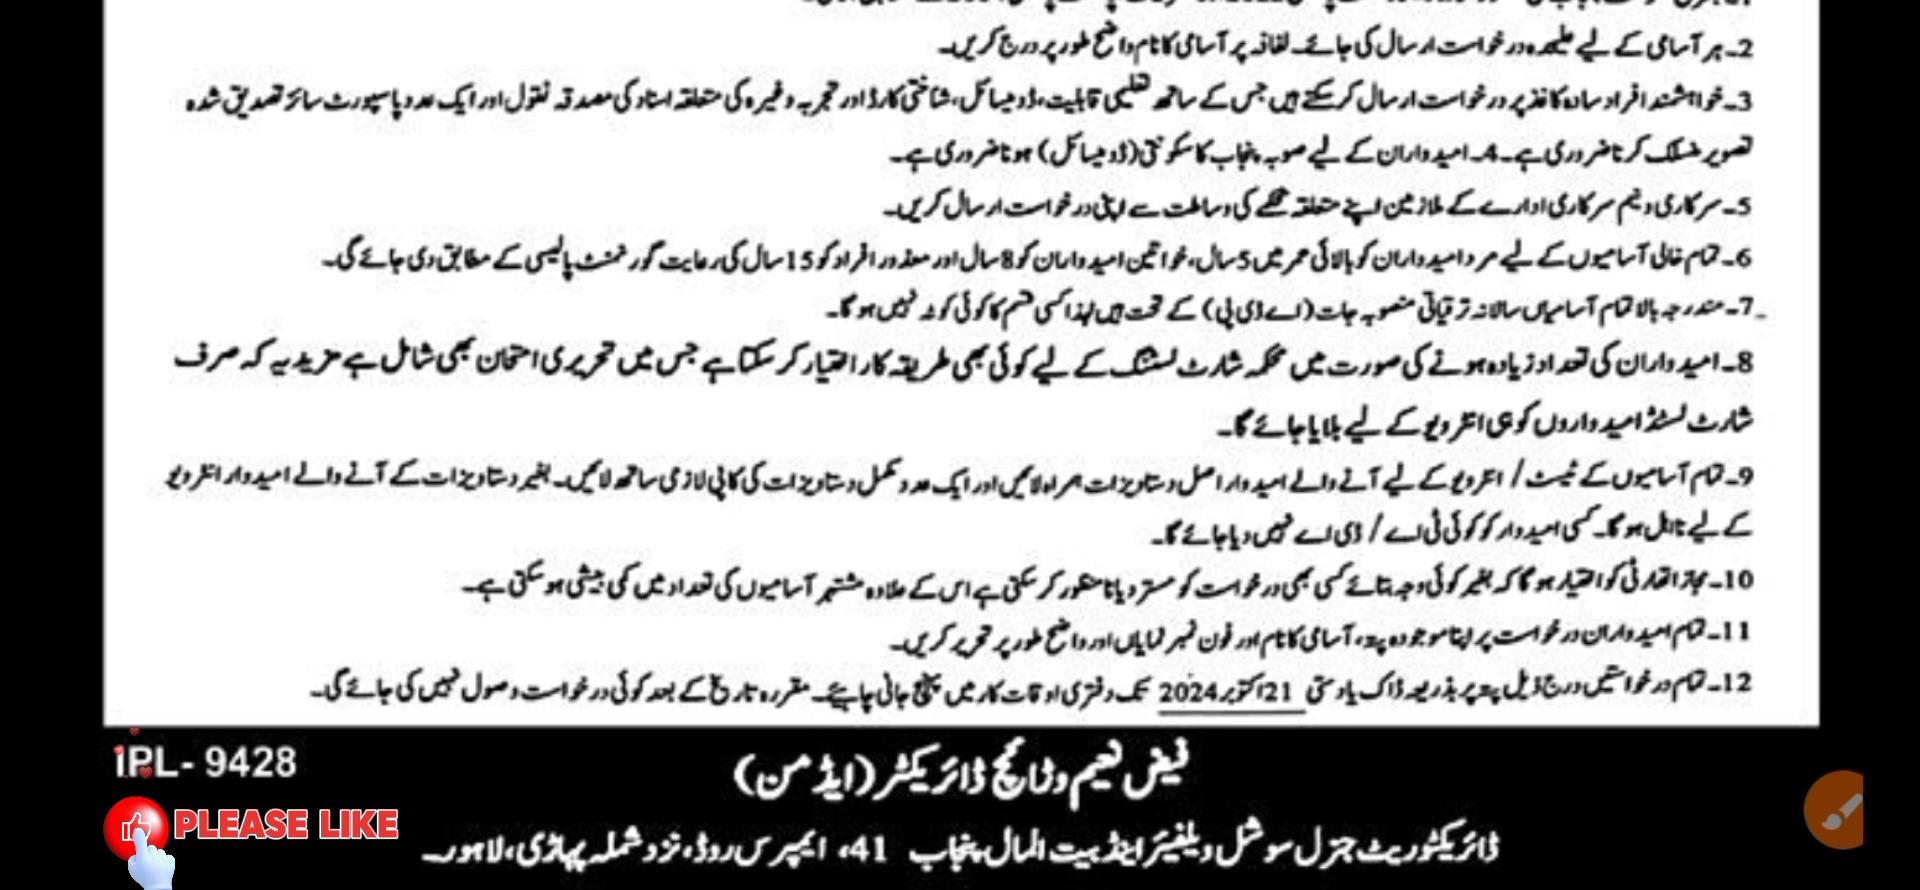 2۔ ہر آسامی کے لیے علیحدہ درخواست ارسال کی جائے۔ لفافہ پر آسامی کا نام واضح طور پر درج کریں۔
3۔ خواہشمند افراد سادہ کاغذ پر درخواست ارسال کر سکتے ہیں جس کے ساتھ تعلیمی قابلیت، ڈومیسائل، شناختی کارڈ اور تجربہ وغیرہ کی متعلقہ اسناد کی مصدقہ نقول اور ایک عدد پاسپورٹ سائز تصدیق شدہ
تصویر منسلک کرنا ضروری ہے۔ 4۔ امیدواران کے لیے صوبہ پنجاب کا سکونتی (ڈومیسائل) ہونا ضروری ہے۔
5۔ سرکاری و نیم سرکاری ادارے کے ملازمین اپنے متعلقہ محکمے کی وساطت سے اپنی درخواست ارسال کریں۔
6۔ تمام خالی آسامیوں کے لیے مرد امیدواران کو بالائی عمر میں 5 سال، خواتین امیدواران کو 8 سال اور معذور افراد کو 15 سال کی رعایت گورنمنٹ پالیسی کے مطابق دی جائے گی۔
7۔ مندرجہ بالا تمام آسامیاں سالانہ ترقیاتی منصوبہ جات (اے ڈی پی) کے تحت ہیں لہذا کسی قسم کا کوئی کوٹہ نہیں ہو گا۔
8۔ امیدواران کی تعداد زیادہ ہونے کی صورت میں محکمہ شارٹ لسٹنگ کے لیے کوئی بھی طریقہ کار اختیار کر سکتا ہے جس میں تحریری امتحان بھی شامل ہے مزید یہ کہ صرف
شارٹ لسٹڈ امیدواروں کو ہی انٹرویو کے لیے بلایا جائے گا۔
9۔ تمام آسامیوں کے ٹیسٹ / انٹرویو کے لیے آنے والے امیدوار اصل دستاویزات ہمراہ لائیں اور ایک عدد مکمل دستاویزات کی کاپی لازمی ساتھ لائیں۔ بغیر دستاویزات کے آنے والے امیدوار انٹرویو
کے لیے نااہل ہو گا۔ کسی امیدوار کو کوئی ٹی اے / ڈی اے نہیں دیا جائے گا۔
10۔ مجاز اتھارٹی کو اختیار ہو گا کہ بغیر کوئی وجہ بتائے کسی بھی درخواست کو مسترد یا نامنظور کر سکتی ہے اس کے علاوہ مشتہر آسامیوں کی تعداد میں کمی بیشی ہو سکتی ہے۔
11۔ تمام امیدواران درخواست پر اپنا موجودہ پتہ، آسامی کا نام اور فون نمبر نمایاں اور واضح طور پر تحریر کریں۔
12۔ تمام درخواستیں درج ذیل پتہ پر بذریعہ ڈاک یا دستی 21 اکتوبر 2024 تک دفتری اوقات کار میں پہنچ جانی چاہیئے۔ مقررہ تاریخ کے بعد کوئی درخواست وصول نہیں کی جائے گی۔
IPL- 9428
فیض نعیم وڑائچ ڈائریکٹر (ایڈمن)
PLEASE LIKE
ڈائریکٹوریٹ جنرل سوشل ویلفیئر اینڈ بیت المال پنجاب 41، ایمپرس روڈ، نزد شملہ پہاڑی، لاہور۔